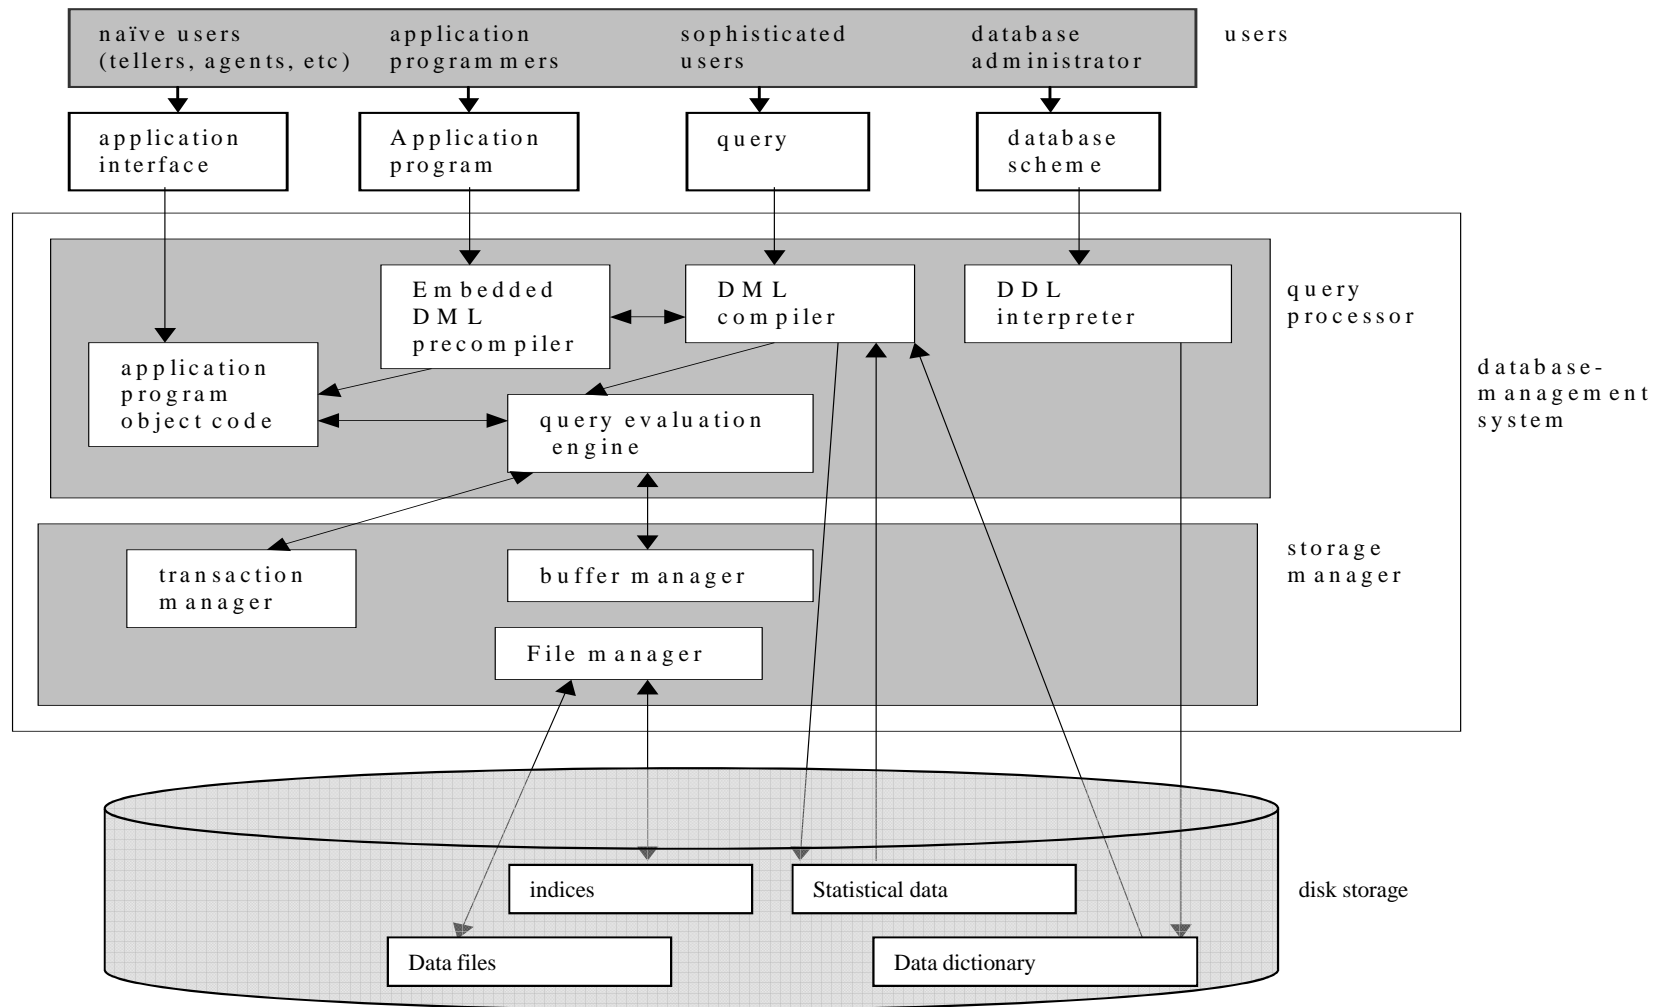 naïve users
(tellers, agents, etc)
application
programmers
sophisticated
users
database
administrator
users
application
interface
Application
program
query
database
scheme
Embedded
DML
precompiler
DML
compiler
DDL
interpreter
query
processor
application
program
object code
query evaluation
engine
database-
management
system
transaction
manager
buffer manager
storage
manager
File manager
indices
Statistical data
disk storage
Data files
Data dictionary